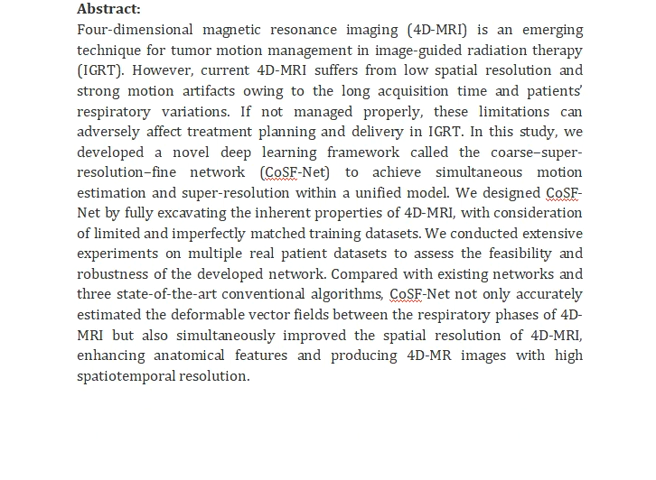 Abstract:
Four-dimensional magnetic resonance imaging (4D-MRI) is an emerging
technique for tumor motion management in image-guided radiation therapy
(IGRT). However, current 4D-MRI suffers from low spatial resolution and
strong motion artifacts owing to the long acquisition time and patients'
respiratory variations. If not managed properly, these limitations can
adversely affect treatment planning and delivery in IGRT. In this study, we
developed a novel deep learning framework called the coarse–super-
resolution–fine network (CoSF-Net) to achieve simultaneous motion
estimation and super-resolution within a unified model. We designed CoSF-
Net by fully excavating the inherent properties of 4D-MRI, with consideration
of limited and imperfectly matched training datasets. We conducted extensive
experiments on multiple real patient datasets to assess the feasibility and
robustness of the developed network. Compared with existing networks and
three state-of-the-art conventional algorithms, CoSF-Net not only accurately
estimated the deformable vector fields between the respiratory phases of 4D-
MRI but also simultaneously improved the spatial resolution of 4D-MRI,
enhancing anatomical features and producing 4D-MR images with high
spatiotemporal resolution.